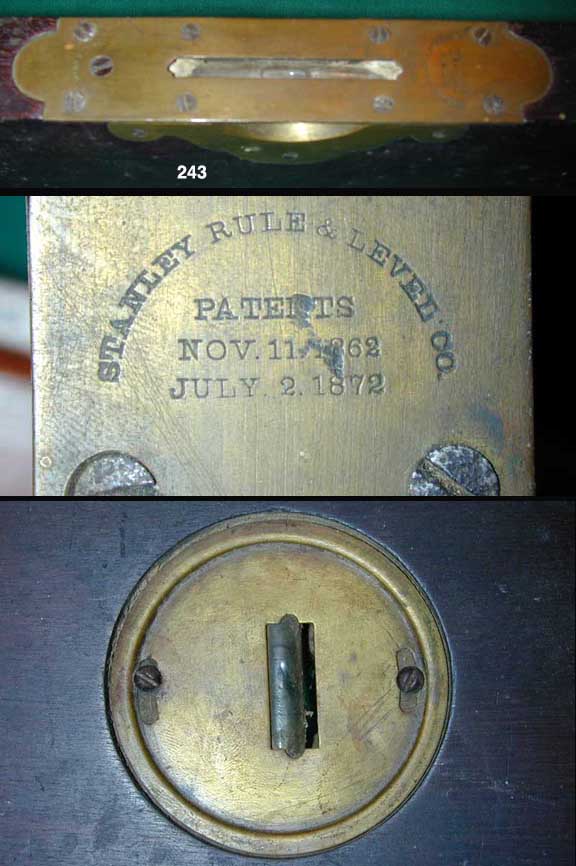 243
STANLEY RULE & LEVEL CO.
PATENTS
NOV. 11. 1862
JULY. 2. 1872